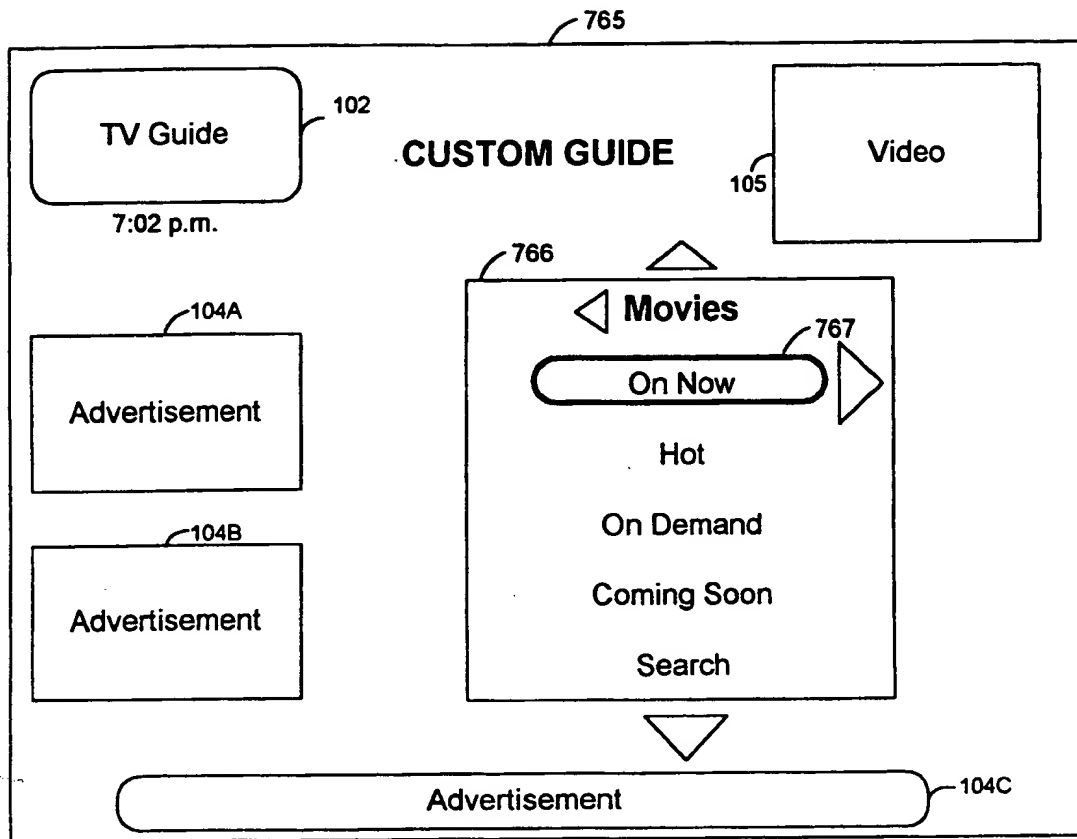 765
TV Guide
102
CUSTOM GUIDE
Video
105
7:02 p.m.
766
Movies
767
On Now
Hot
On Demand
Coming Soon
Search
104A
Advertisement
104B
Advertisement
Advertisement
104C